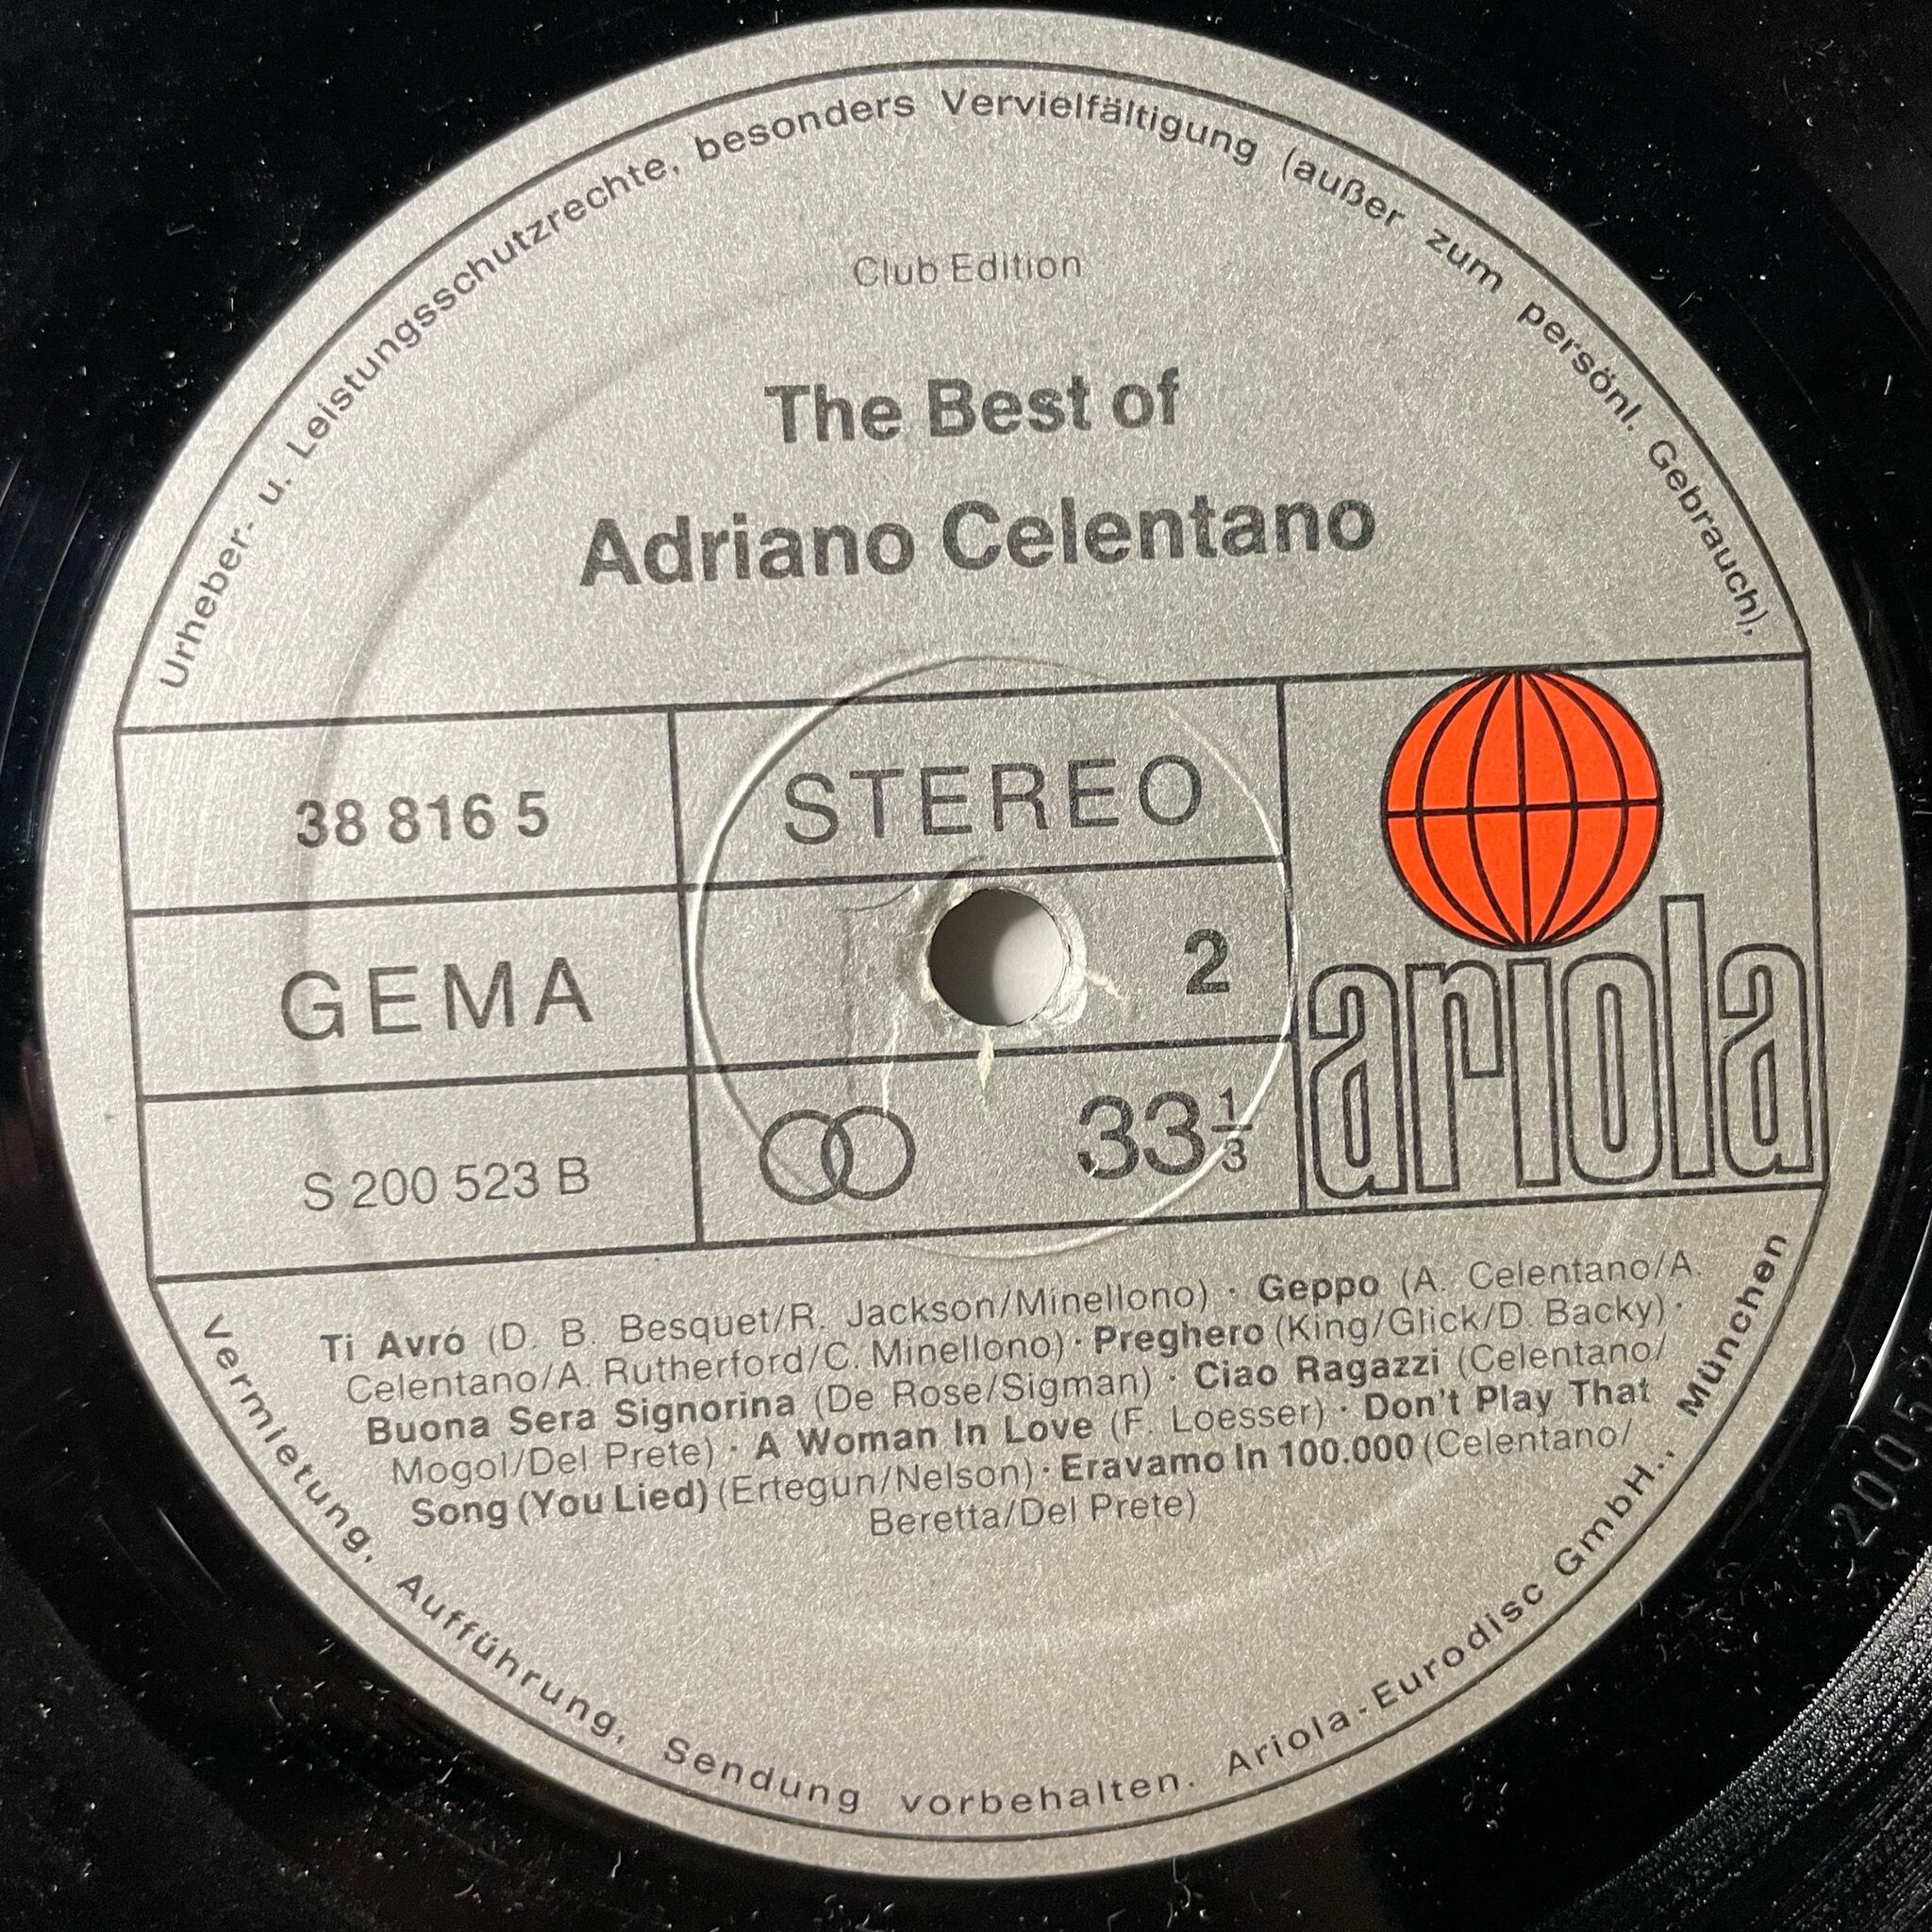 Urheber- u. Leistungsschutzrechte, besonders Vervielfältigung (außer zum persönl. Gebrauch),
Club Edition
The Best of
Adriano Celentano
38 816 5
STEREO
GEMA
2
S 200 523 B
33 1/3
ariola
Ti Avró (D. B. Besquet/R. Jackson/Minellono) · Geppo (A. Celentano/A.
Celentano/A. Rutherford/C. Minellono) · Preghero (King/Glick/D. Backy) ·
Buona Sera Signorina (De Rose/Sigman) · Ciao Ragazzi (Celentano/
Mogol/Del Prete) · A Woman In Love (F. Loesser) · Don't Play That
Song (You Lied) (Ertegun/Nelson) · Eravamo In 100.000 (Celentano/
Beretta/Del Prete)
Vermietung, Aufführung, Sendung vorbehalten. Ariola-Eurodisc GmbH., München